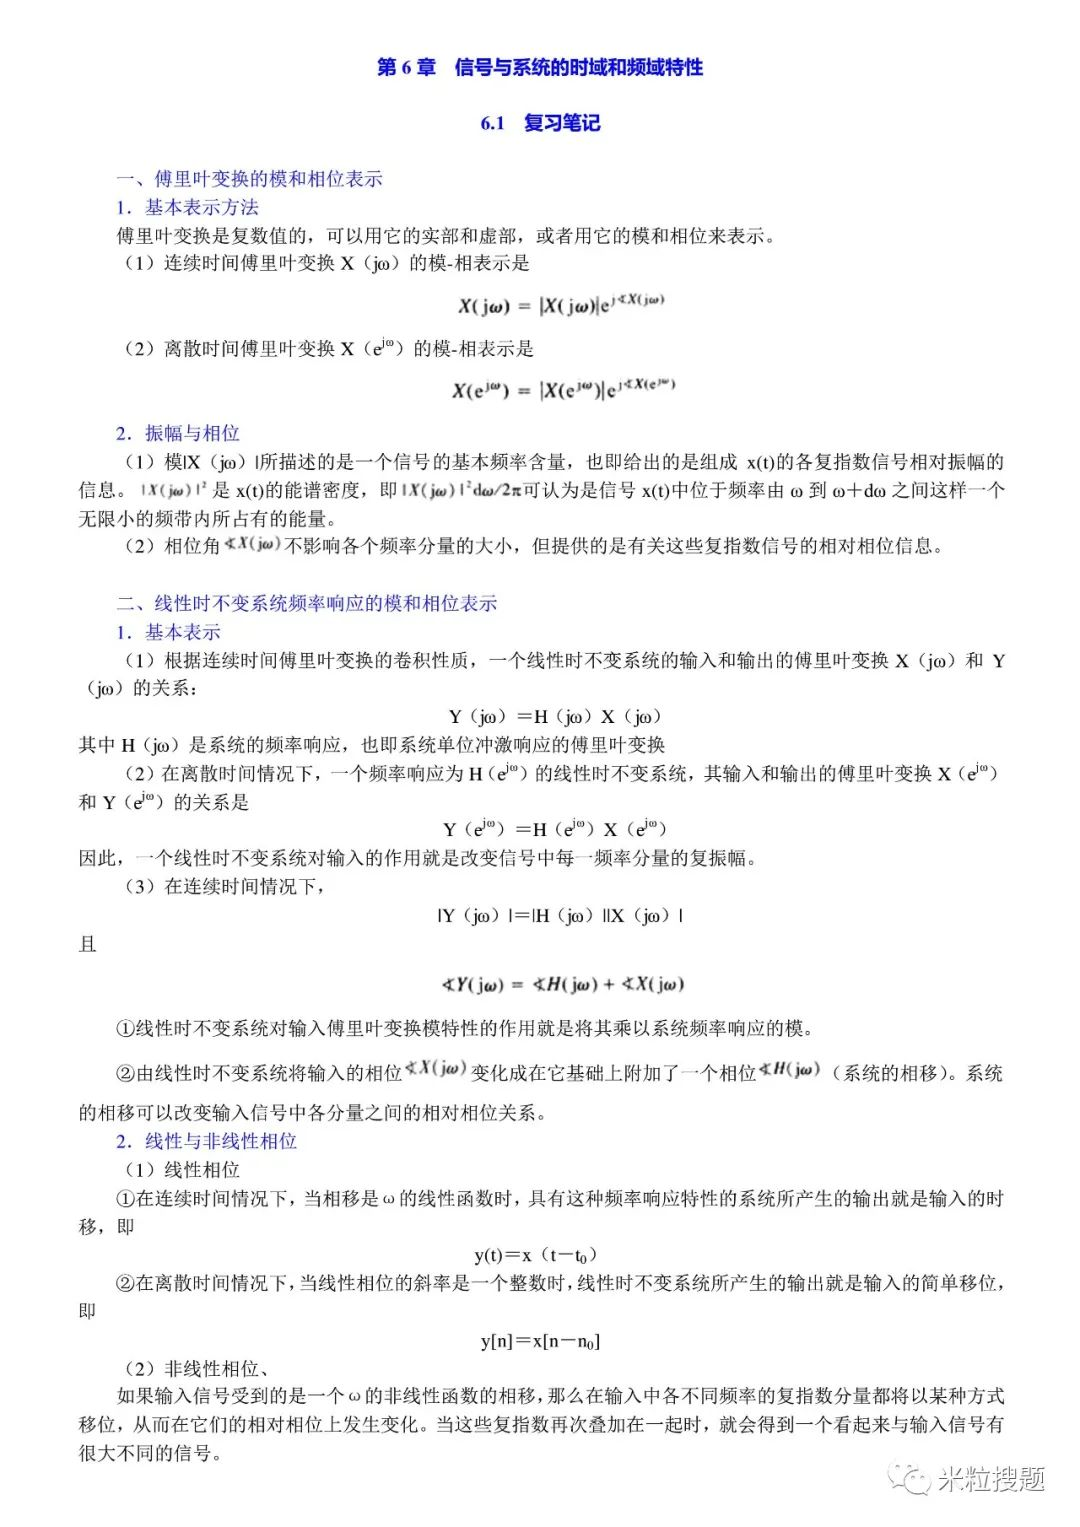 第 6 章 信号与系统的时域和频域特性
6.1 复习笔记
一、傅里叶变换的模和相位表示
1．基本表示方法
傅里叶变换是复数值的，可以用它的实部和虚部，或者用它的模和相位来表示。
（1）连续时间傅里叶变换 X（jω）的模-相表示是
X(jω) = |X(jω)|e^{j∢X(jω)}
（2）离散时间傅里叶变换 X（e^{jω}）的模-相表示是
X(e^{jω}) = |X(e^{jω})|e^{j∢X(e^{jω})}
2．振幅与相位
（1）模|X（jω）|所描述的是一个信号的基本频率含量，也即给出的是组成 x(t)的各复指数信号相对振幅的
信息。|X(jω)|² 是 x(t)的能谱密度，即 |X(jω)|²dω/2π可认为是信号 x(t)中位于频率由 ω 到 ω＋dω 之间这样一个
无限小的频带内所占有的能量。
（2）相位角∢X(jω)不影响各个频率分量的大小，但提供的是有关这些复指数信号的相对相位信息。
二、线性时不变系统频率响应的模和相位表示
1．基本表示
（1）根据连续时间傅里叶变换的卷积性质，一个线性时不变系统的输入和输出的傅里叶变换 X（jω）和 Y
（jω）的关系：
Y（jω）＝H（jω）X（jω）
其中 H（jω）是系统的频率响应，也即系统单位冲激响应的傅里叶变换
（2）在离散时间情况下，一个频率响应为 H（e^{jω}）的线性时不变系统，其输入和输出的傅里叶变换 X（e^{jω}）
和 Y（e^{jω}）的关系是
Y（e^{jω}）＝H（e^{jω}）X（e^{jω}）
因此，一个线性时不变系统对输入的作用就是改变信号中每一频率分量的复振幅。
（3）在连续时间情况下，
|Y（jω）|＝|H（jω）||X（jω）|
且
∢Y(jω) = ∢H(jω) + ∢X(jω)
①线性时不变系统对输入傅里叶变换模特性的作用就是将其乘以系统频率响应的模。
②由线性时不变系统将输入的相位∢X(jω)变化成在它基础上附加了一个相位∢H(jω)（系统的相移）。系统
的相移可以改变输入信号中各分量之间的相对相位关系。
2．线性与非线性相位
（1）线性相位
①在连续时间情况下，当相移是 ω 的线性函数时，具有这种频率响应特性的系统所产生的输出就是输入的时
移，即
y(t)＝x（t－t₀）
②在离散时间情况下，当线性相位的斜率是一个整数时，线性时不变系统所产生的输出就是输入的简单移位，
即
y[n]＝x[n－n₀]
（2）非线性相位、
如果输入信号受到的是一个 ω 的非线性函数的相移，那么在输入中各不同频率的复指数分量都将以某种方式
移位，从而在它们的相对相位上发生变化。当这些复指数再次叠加在一起时，就会得到一个看起来与输入信号有
很大不同的信号。
米粒搜题